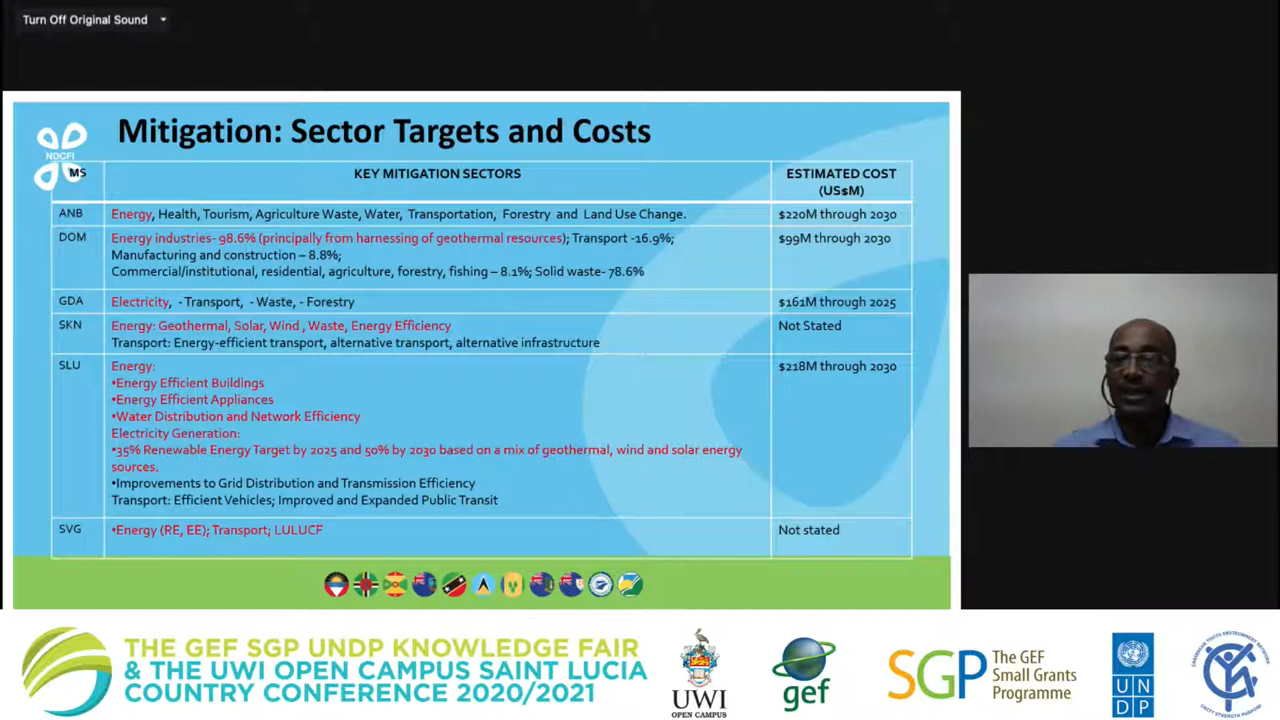 Turn Off Original Sound
Mitigation: Sector Targets and Costs
NDCFI
MS
KEY MITIGATION SECTORS
ESTIMATED COST
(US$M)
ANB
Energy, Health, Tourism, Agriculture Waste, Water, Transportation, Forestry and Land Use Change.
$220M through 2030
DOM
Energy industries- 98.6% (principally from harnessing of geothermal resources); Transport -16.9%;
Manufacturing and construction – 8.8%;
Commercial/institutional, residential, agriculture, forestry, fishing – 8.1%; Solid waste- 78.6%
$99M through 2030
GDA
Electricity, - Transport, - Waste, - Forestry
$161M through 2025
SKN
Energy: Geothermal, Solar, Wind , Waste, Energy Efficiency
Transport: Energy-efficient transport, alternative transport, alternative infrastructure
Not Stated
SLU
Energy:
•Energy Efficient Buildings
•Energy Efficient Appliances
•Water Distribution and Network Efficiency
Electricity Generation:
•35% Renewable Energy Target by 2025 and 50% by 2030 based on a mix of geothermal, wind and solar energy
sources.
•Improvements to Grid Distribution and Transmission Efficiency
Transport: Efficient Vehicles; Improved and Expanded Public Transit
$218M through 2030
SVG
•Energy (RE, EE); Transport; LULUCF
Not stated
THE GEF SGP UNDP KNOWLEDGE FAIR
& THE UWI OPEN CAMPUS SAINT LUCIA
COUNTRY CONFERENCE 2020/2021
UWI
OPEN CAMPUS
gef
SGP
The GEF
Small Grants
Programme
U N
D P
CARIBBEAN YOUTH ENVIRONMENT NETWORK
UNITY STRENGTH PURPOSE